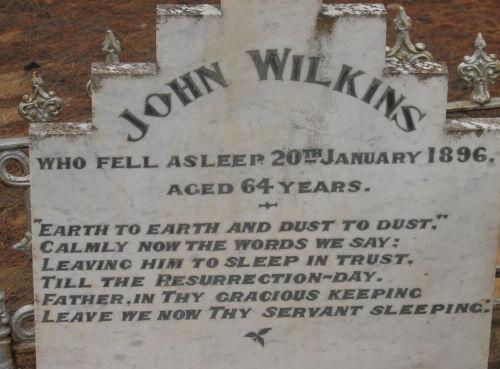 JOHN WILKINS
WHO FELL ASLEEP 20TH JANUARY 1896,
AGED 64 YEARS.
"EARTH TO EARTH AND DUST TO DUST,"
CALMLY NOW THE WORDS WE SAY:
LEAVING HIM TO SLEEP IN TRUST,
TILL THE RESURRECTION-DAY.
FATHER, IN THY GRACIOUS KEEPING
LEAVE WE NOW THY SERVANT SLEEPING."